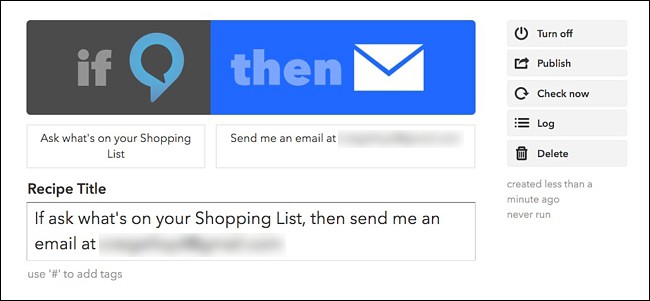 if then
Ask what's on your Shopping
List
Send me an email at
Recipe Title
If ask what's on your Shopping List, then send me an
email at
use '#' to add tags
Turn off
Publish
Check now
Log
Delete
created less than a
minute ago
never run